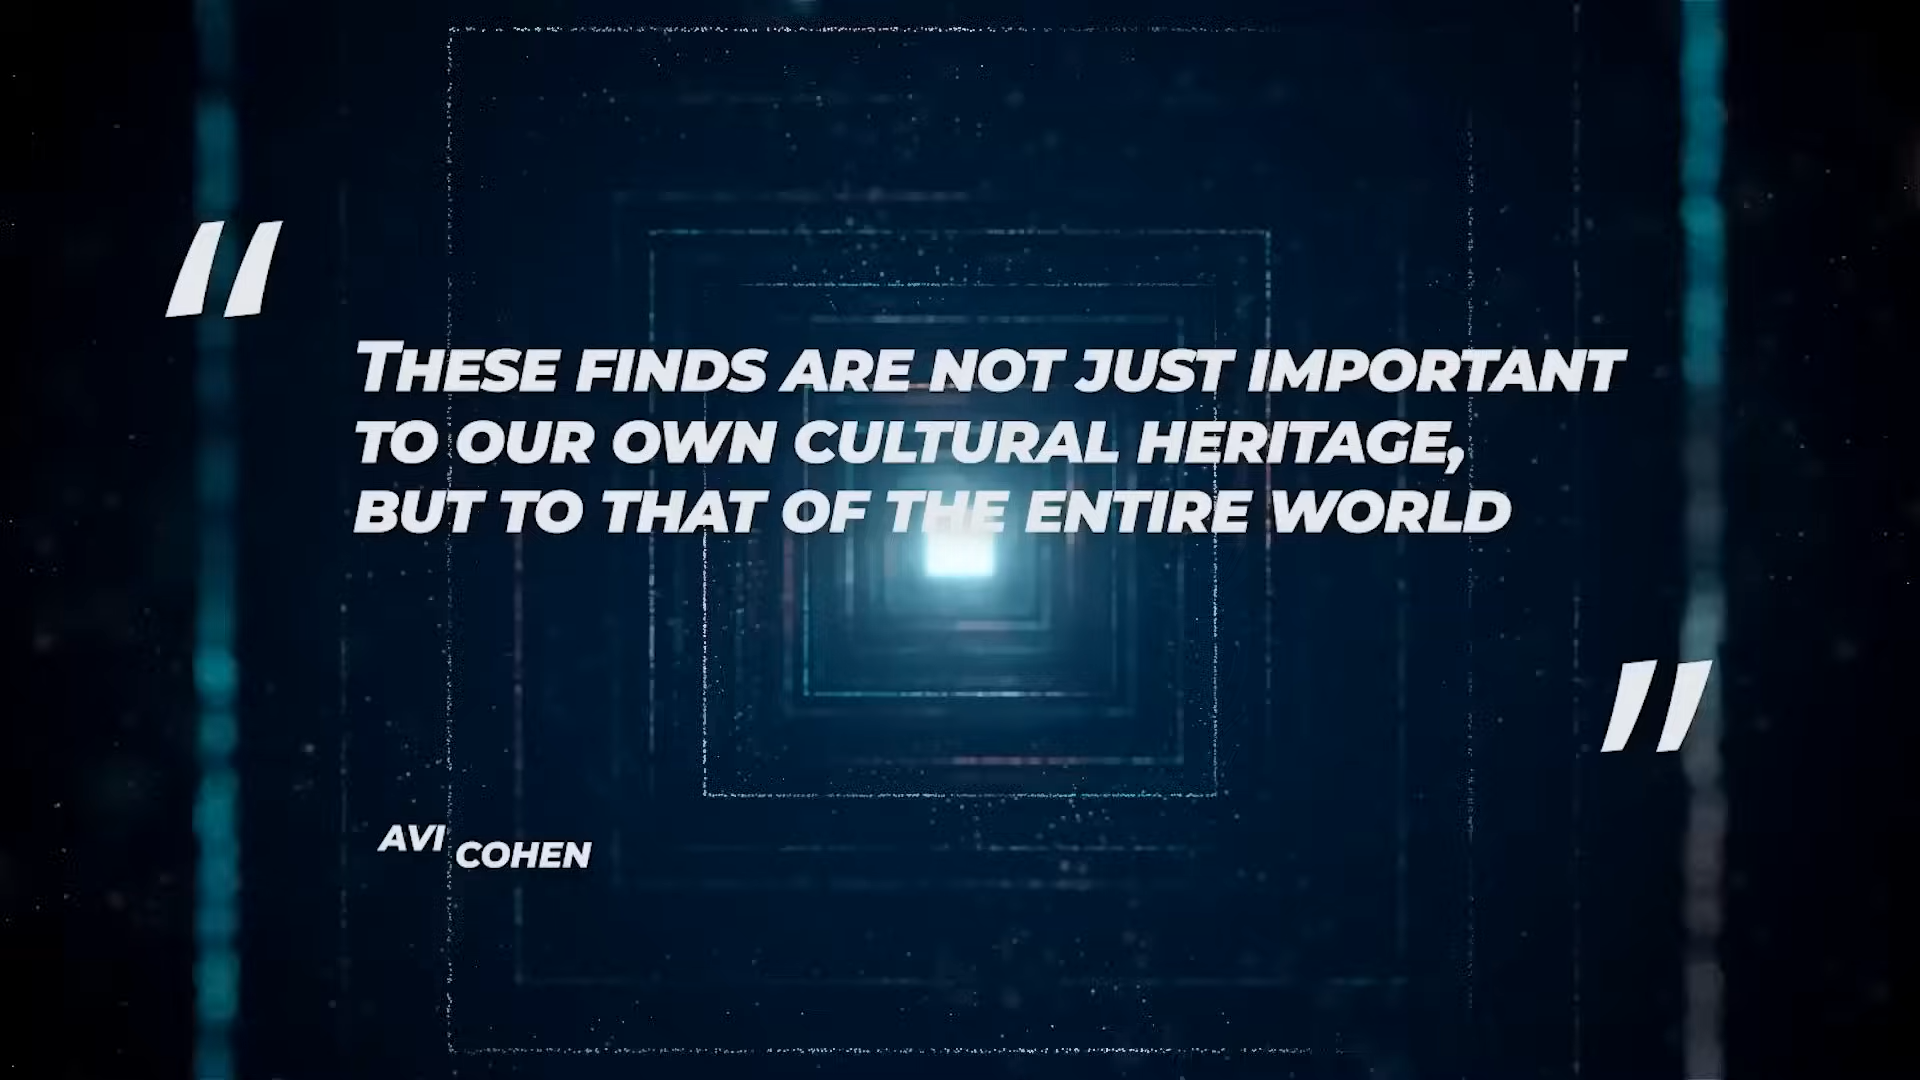 "
THESE FINDS ARE NOT JUST IMPORTANT
TO OUR OWN CULTURAL HERITAGE,
BUT TO THAT OF THE ENTIRE WORLD
"
AVI COHEN